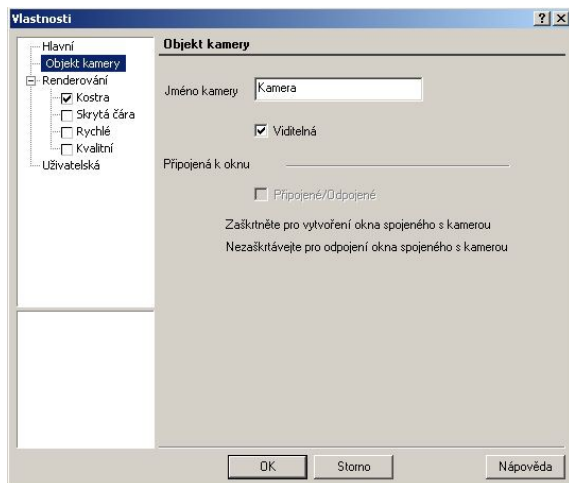 Vlastnosti
Hlavní
Objekt kamery
Renderování
Kostra
Skrytá čára
Rychlé
Kvalitní
Uživatelská
Objekt kamery
Jméno kamery Kamera
Viditelná
Připojená k oknu
Připojené/Odpojené
Zaškrtněte pro vytvoření okna spojeného s kamerou
Nezaškrtávejte pro odpojení okna spojeného s kamerou
OK Storno Nápověda